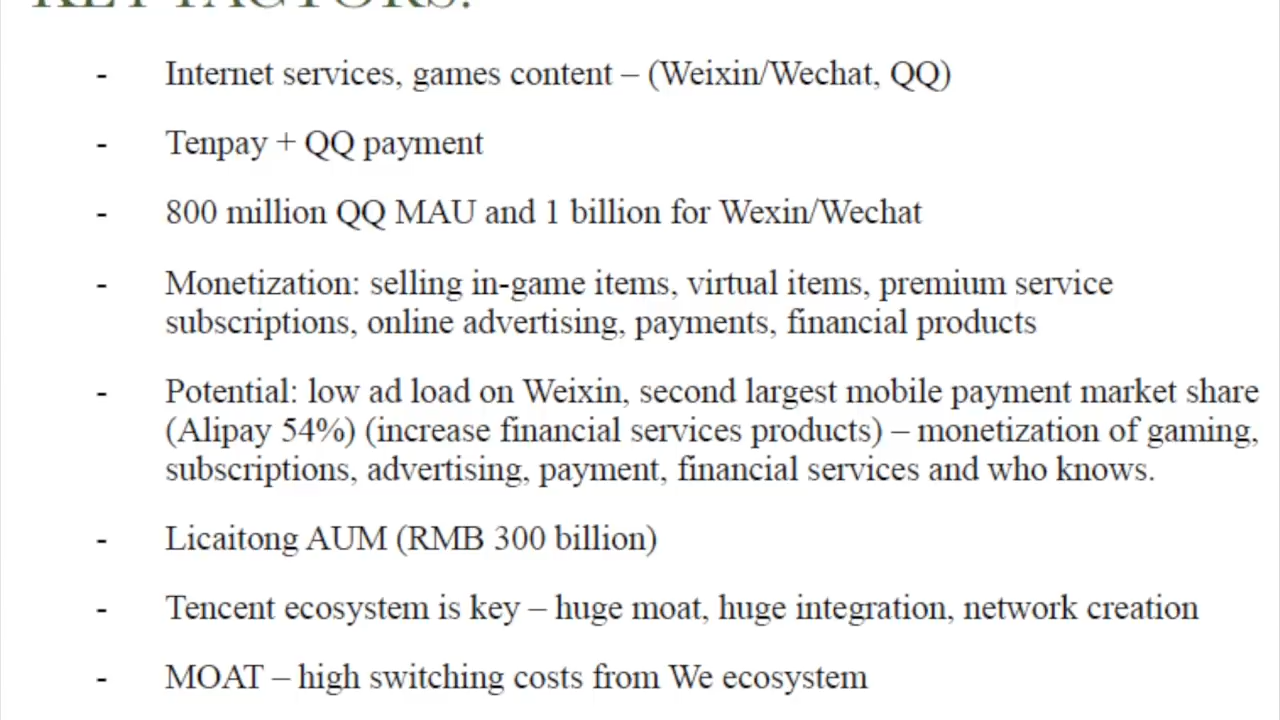 KEY FACTORS:
- Internet services, games content – (Weixin/Wechat, QQ)
- Tenpay + QQ payment
- 800 million QQ MAU and 1 billion for Wexin/Wechat
- Monetization: selling in-game items, virtual items, premium service
subscriptions, online advertising, payments, financial products
- Potential: low ad load on Weixin, second largest mobile payment market share
(Alipay 54%) (increase financial services products) – monetization of gaming,
subscriptions, advertising, payment, financial services and who knows.
- Licaitong AUM (RMB 300 billion)
- Tencent ecosystem is key – huge moat, huge integration, network creation
- MOAT – high switching costs from We ecosystem